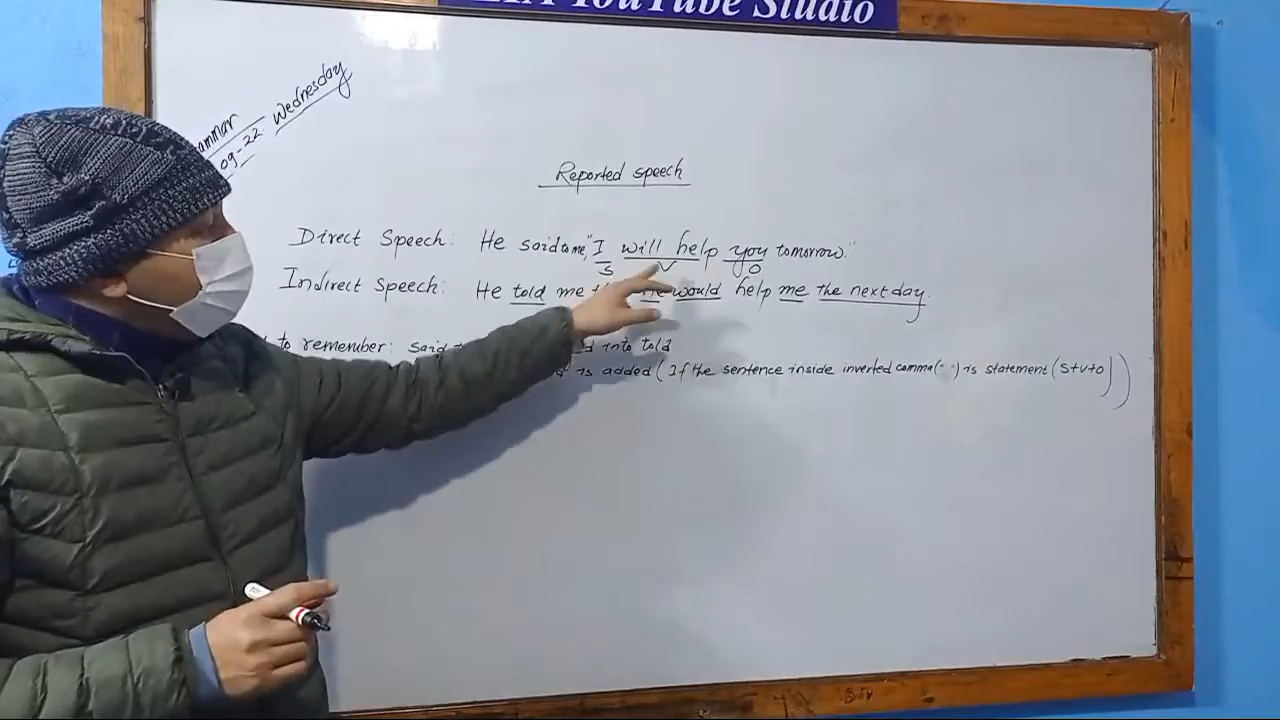 YouTube Studio
09-22 Wednesday
Reported speech
Direct Speech: He said to me, "I will help you tomorrow."
S V O
Indirect Speech: He told me he would help me the next day.
to remember: said into told
is added (If the sentence inside inverted comma (" ") is statement (S+V+O))